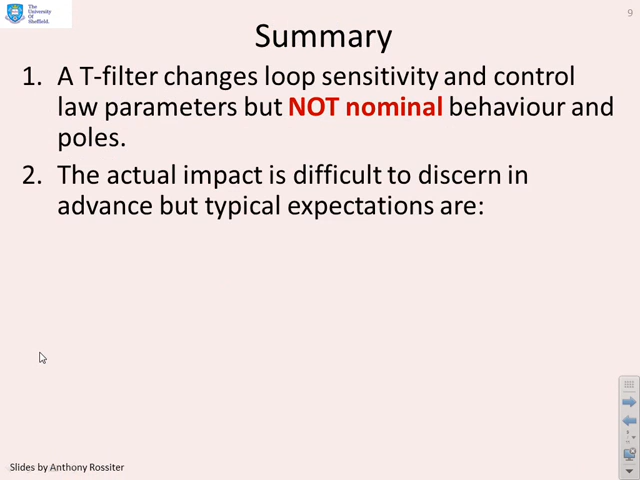 The
University
Of
Sheffield.
9
Summary
1. A T-filter changes loop sensitivity and control
law parameters but NOT nominal behaviour and
poles.
2. The actual impact is difficult to discern in
advance but typical expectations are:
Slides by Anthony Rossiter